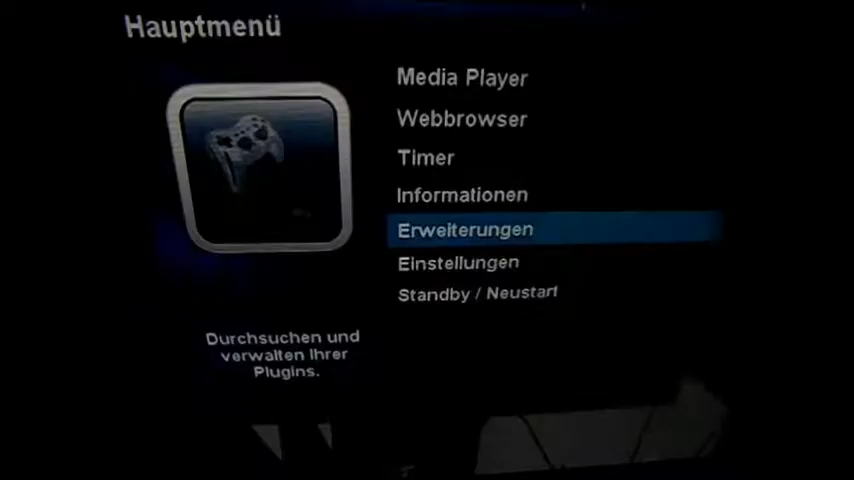 Hauptmenü
Media Player
Webbrowser
Timer
Informationen
Erweiterungen
Einstellungen
Standby / Neustart
Durchsuchen und
verwalten Ihrer
Plugins.